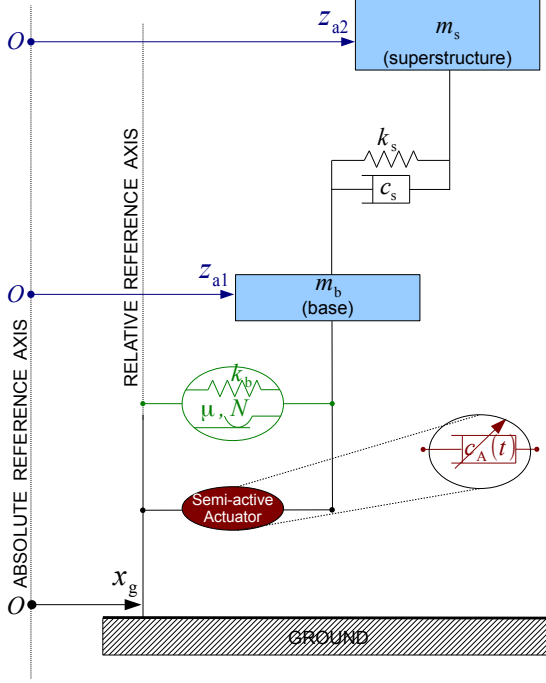 O
z_a2
m_s
(superstructure)
k_s
c_s
RELATIVE REFERENCE AXIS
O
z_a1
m_b
(base)
ABSOLUTE REFERENCE AXIS
k_b
μ, N
c_A(t)
Semi-active
Actuator
O
x_g
GROUND